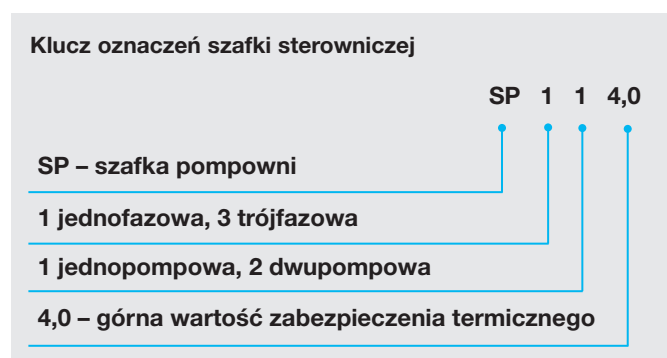 Klucz oznaczeń szafki sterowniczej
SP 1 1 4,0
SP – szafka pompowni
1 jednofazowa, 3 trójfazowa
1 jednopompowa, 2 dwupompowa
4,0 – górna wartość zabezpieczenia termicznego